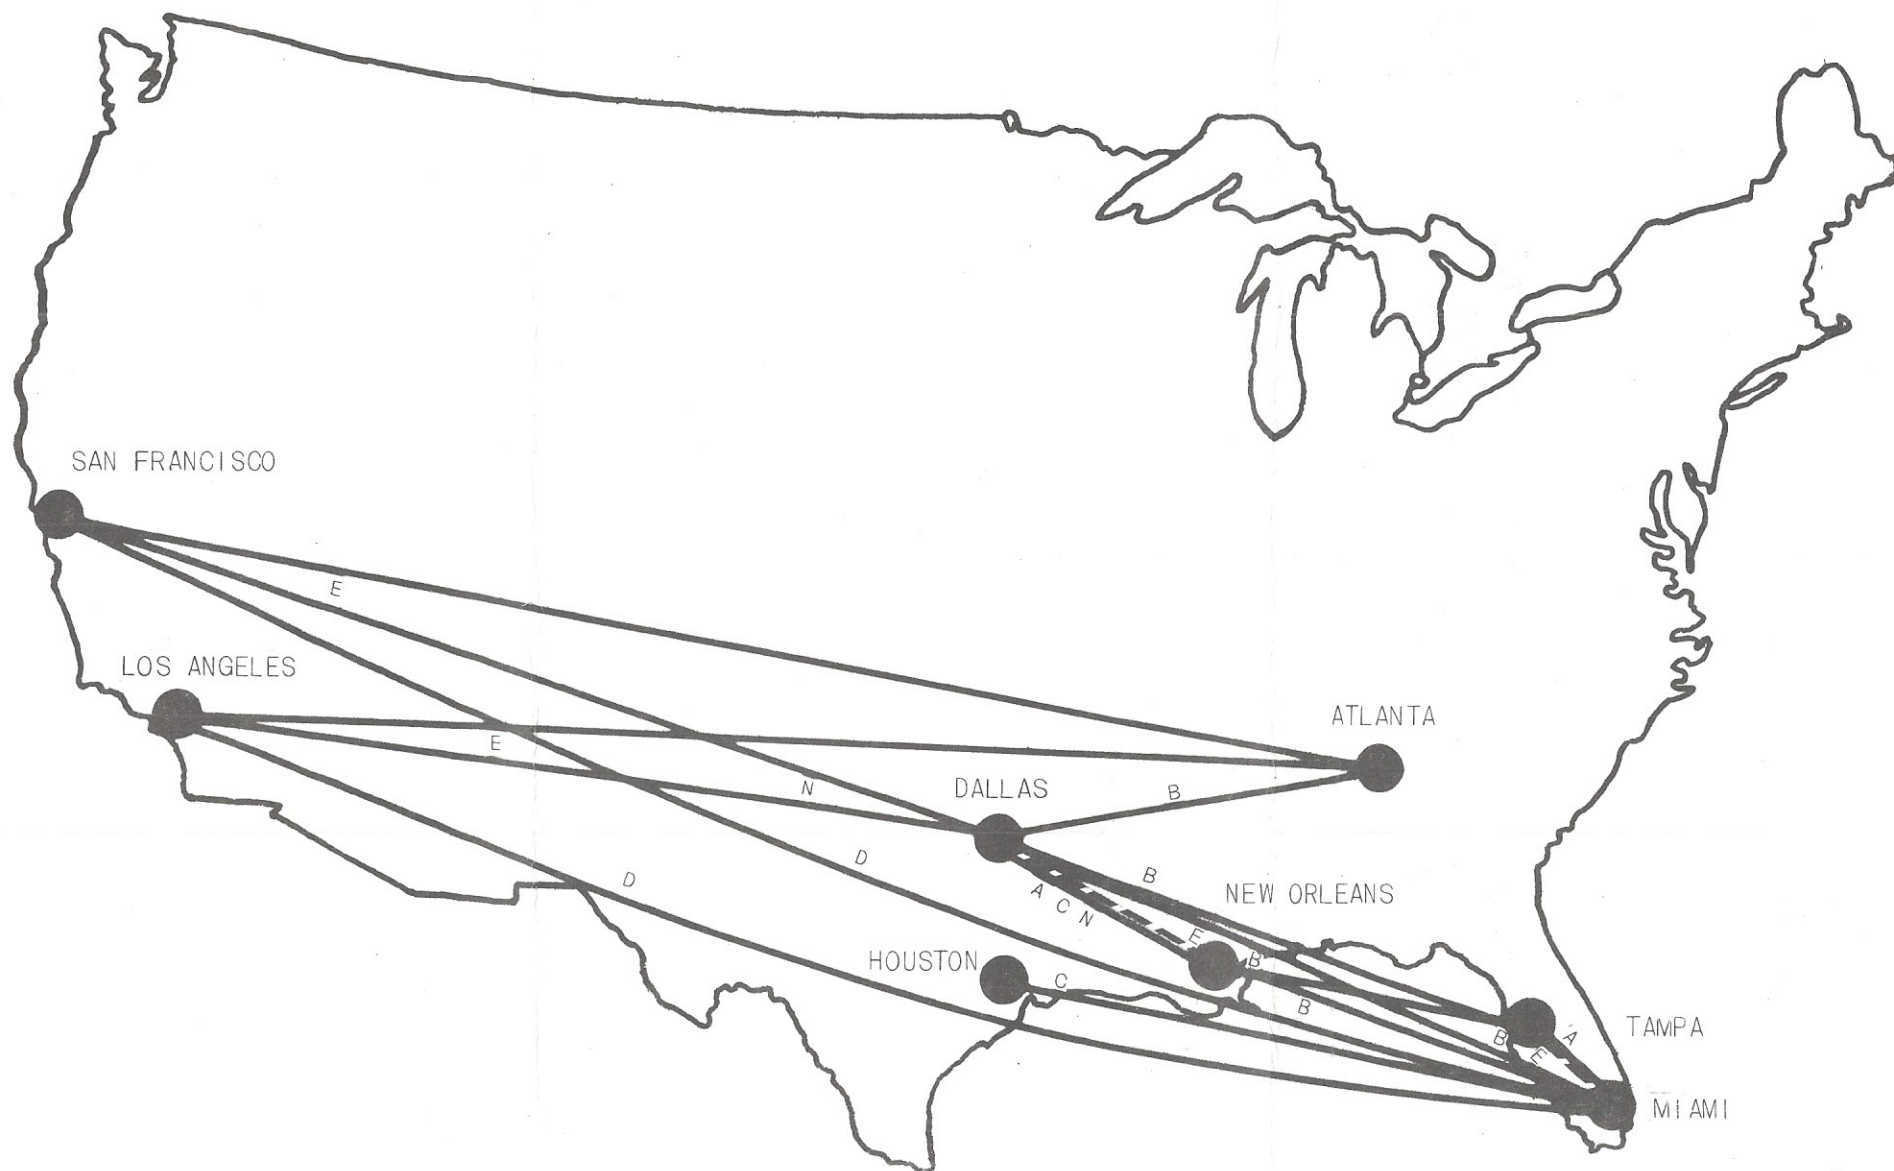 SAN FRANCISCO
E
LOS ANGELES
ATLANTA
E
DALLAS
N
B
D
D
B
A C N
NEW ORLEANS
E
B
HOUSTON
C
B
B
E
A
TAMPA
MIAMI